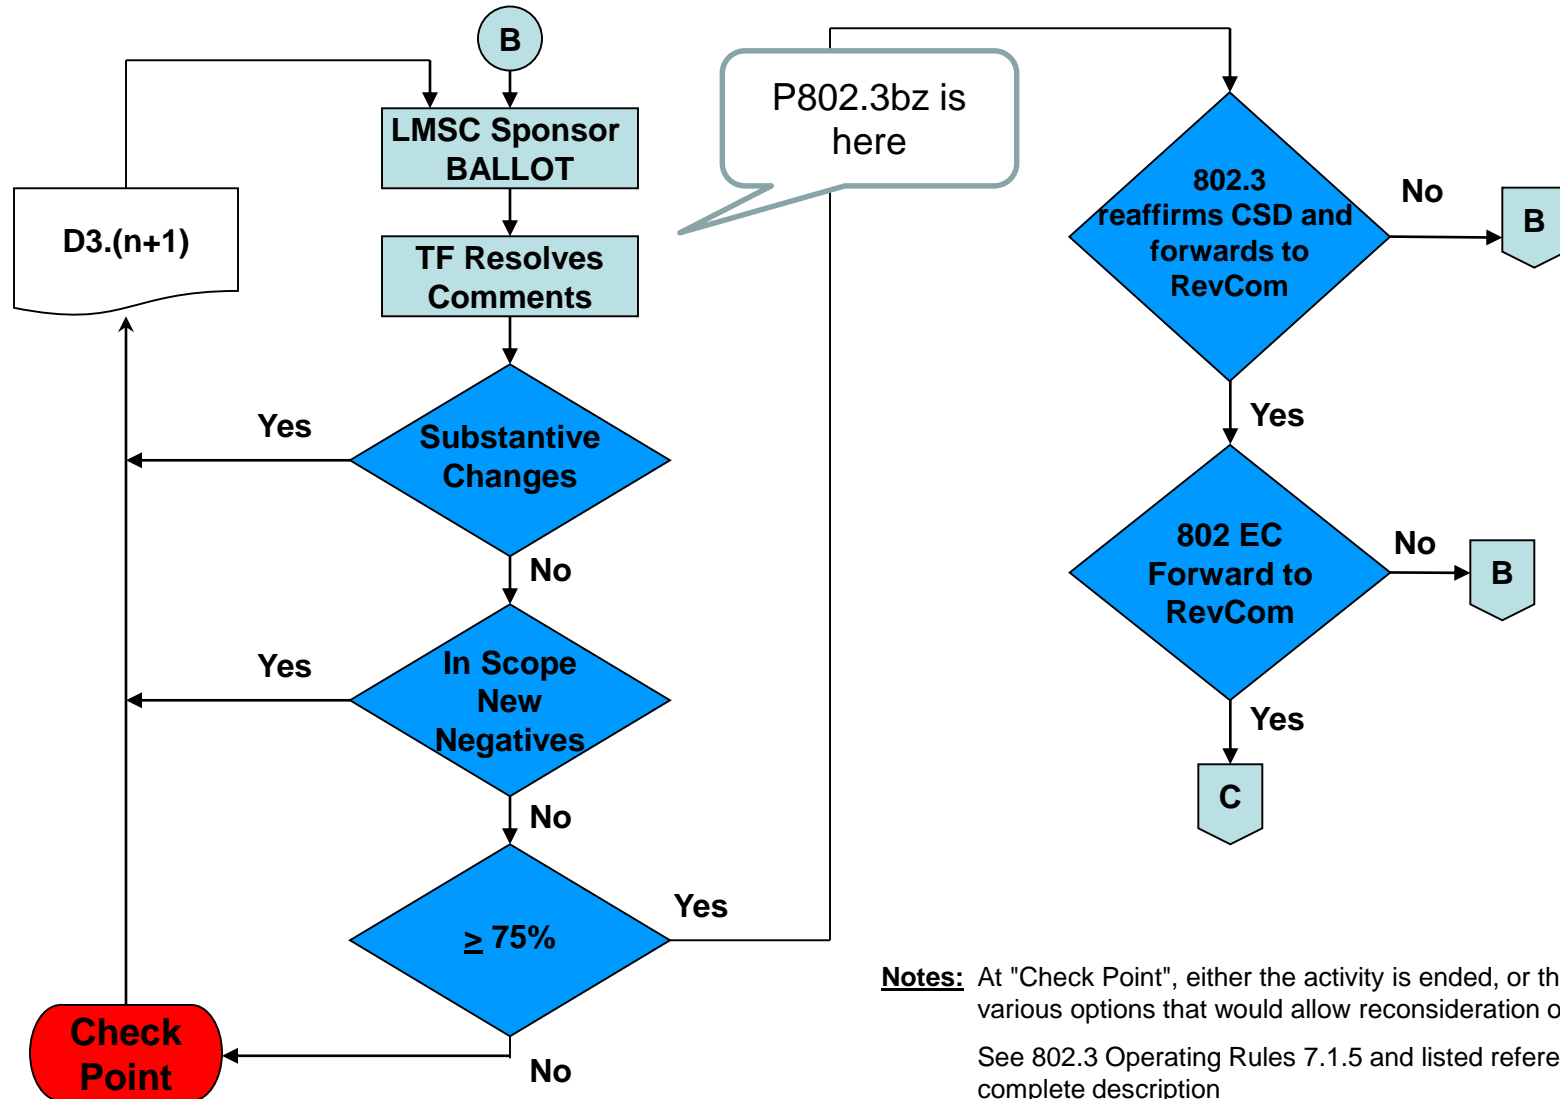 B
LMSC Sponsor
BALLOT
P802.3bz is
here
D3.(n+1)
TF Resolves
Comments
Yes
Substantive
Changes
No
Yes
In Scope
New
Negatives
No
≥ 75%
Yes
Check
Point
No
802.3
reaffirms CSD and
forwards to
RevCom
No
B
Yes
802 EC
Forward to
RevCom
No
B
Yes
C
Notes: At "Check Point", either the activity is ended, or th
various options that would allow reconsideration o
See 802.3 Operating Rules 7.1.5 and listed refere
complete description